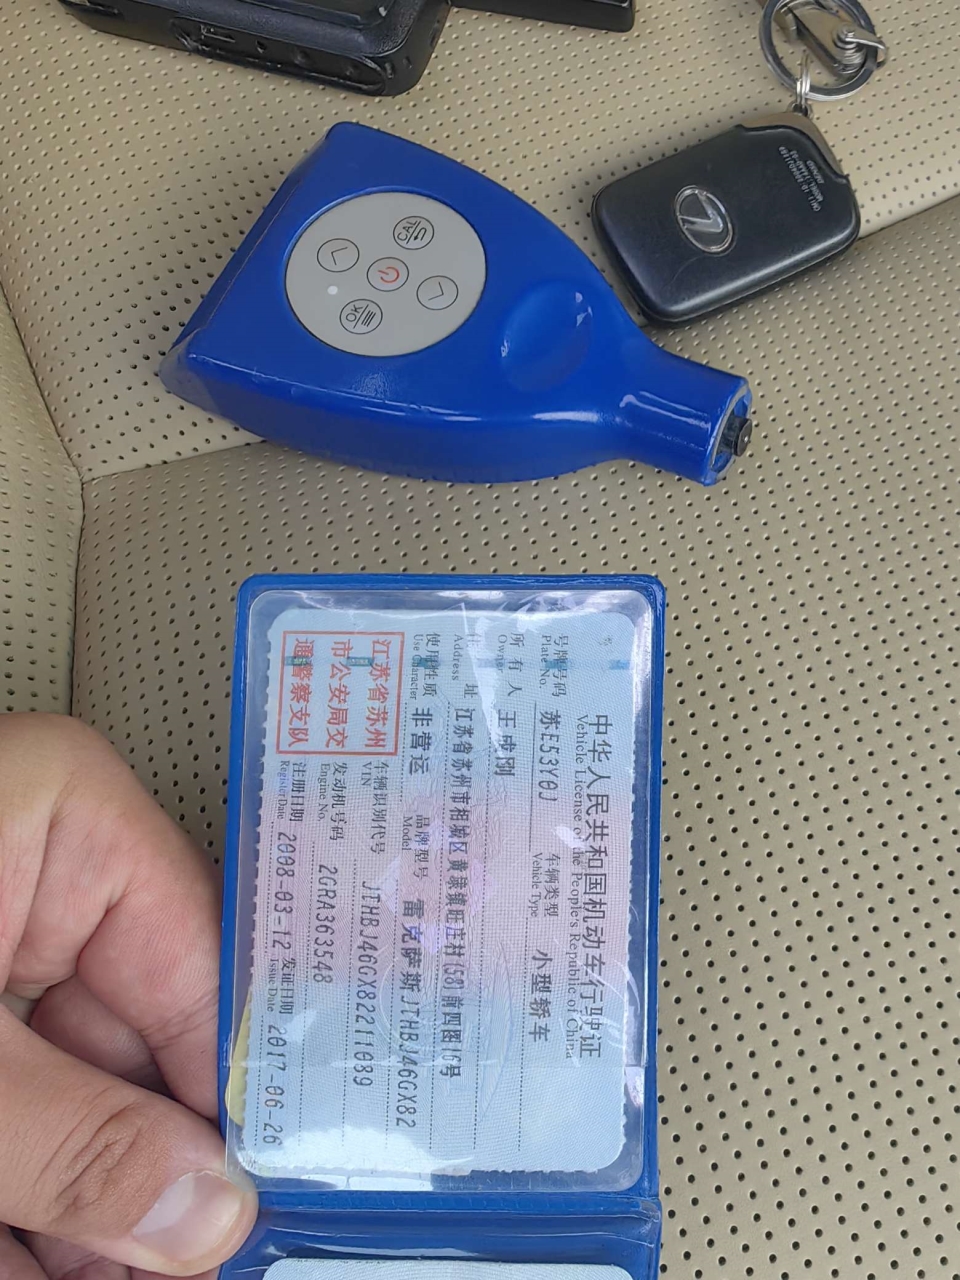 CAL
OK
中华人民共和国机动车行驶证
Vehicle License of the People's Republic of China
号牌号码 苏E53Y0J 车辆类型 小型轿车
Plate No. Vehicle Type
所有人 王成刚
Owner
住址 江苏省苏州市相城区黄埭镇旺庄村(58)前四图10号
Address
使用性质 非营运 品牌型号 雷克萨斯JTHBJ46GX82
Use Character Model
江苏省苏州
市公安局交
通警察支队
车辆识别代号 JTHBJ46GX82211089
VIN
发动机号码 2GRA363548
Engine No.
注册日期 2008-03-12 发证日期 2017-06-26
Register Date Issue Date